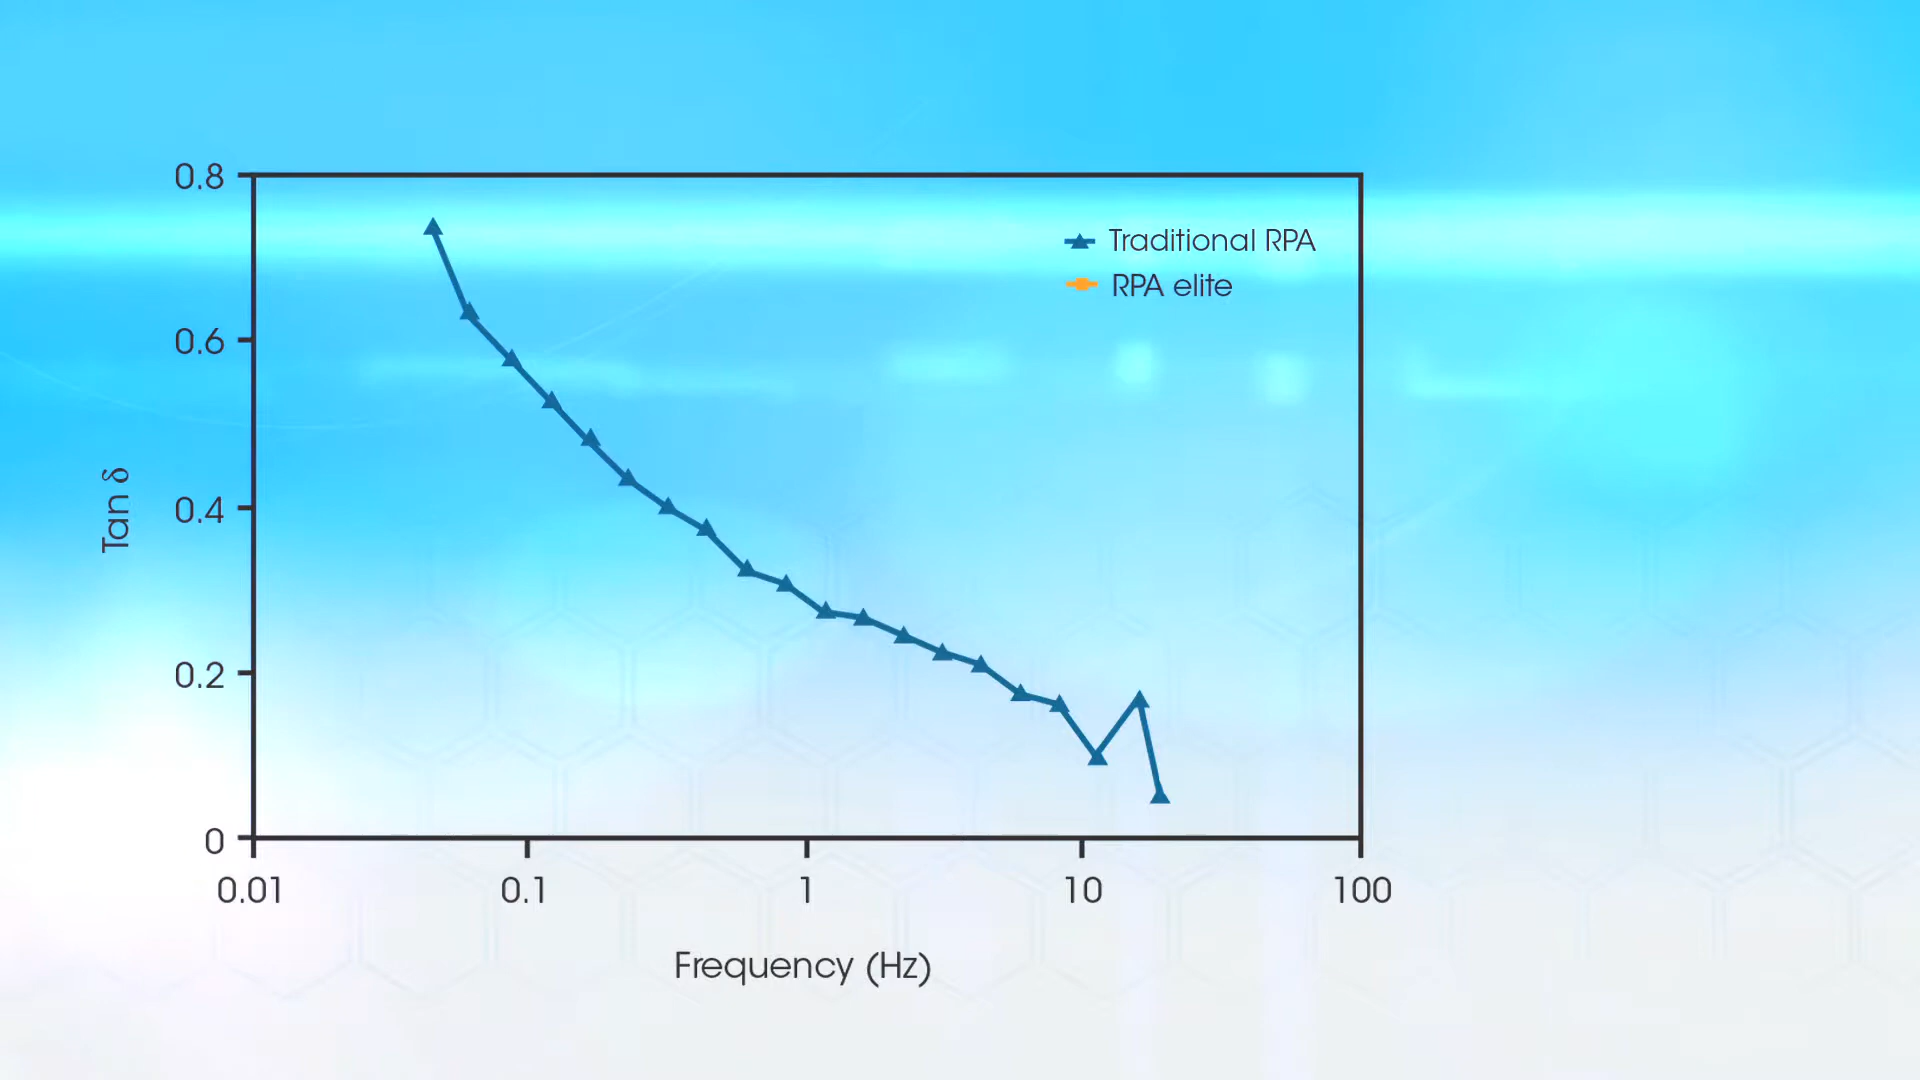 0.8
Traditional RPA
RPA elite
0.6
0.4
Tan δ
0.2
0
0.01 0.1 1 10 100
Frequency (Hz)